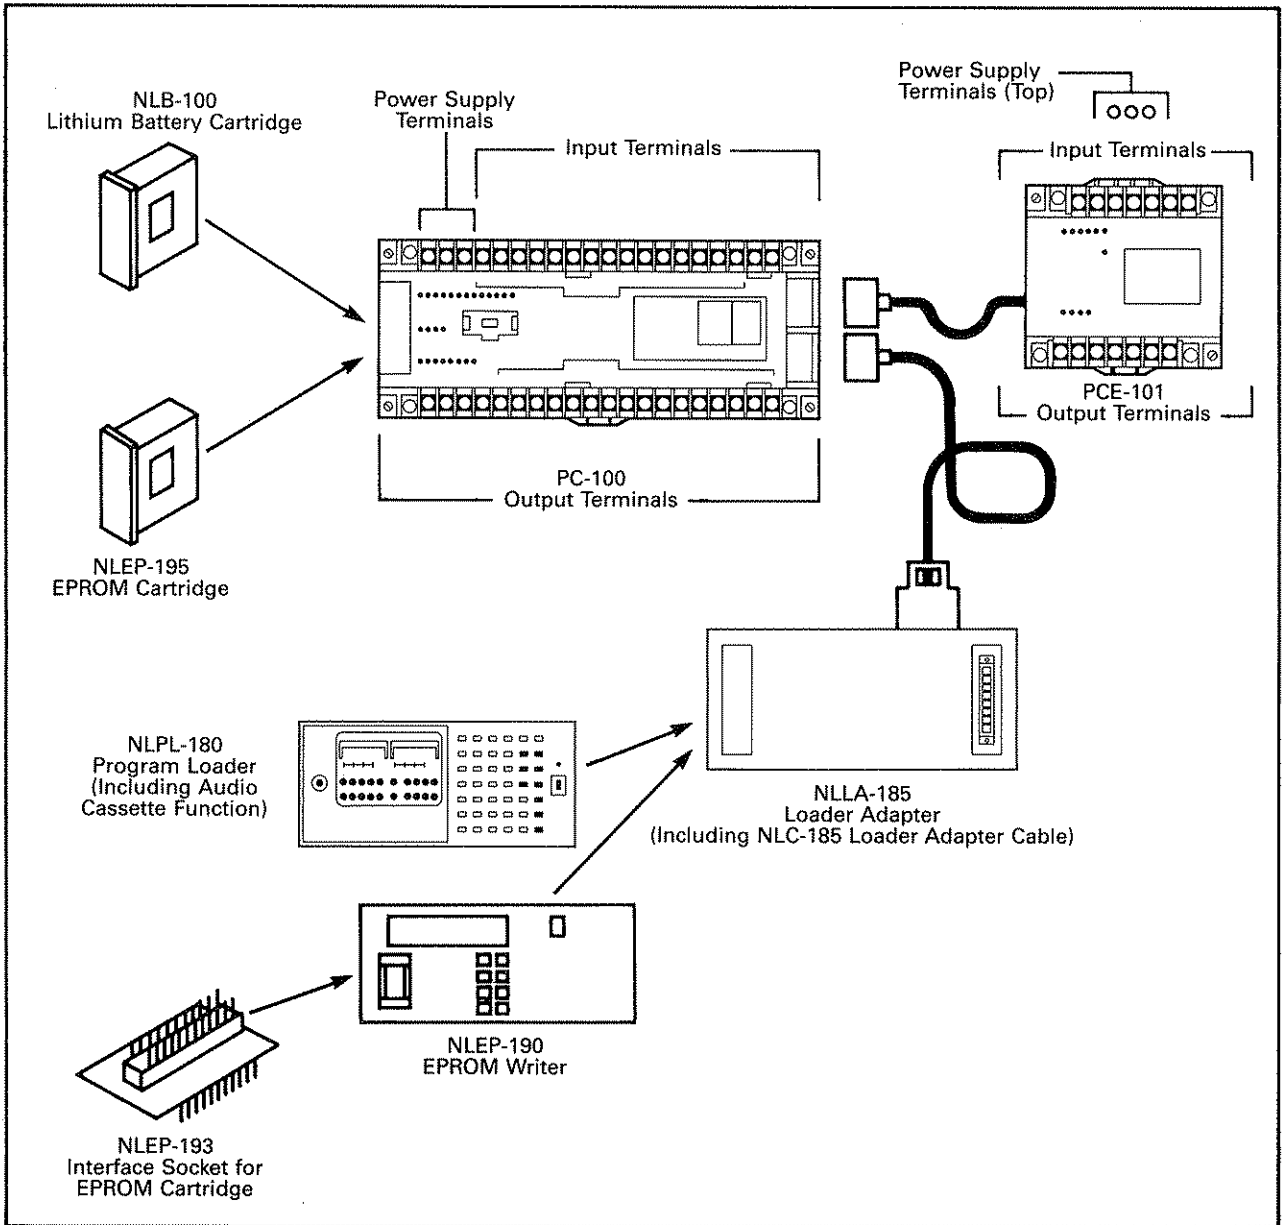 NLB-100
Lithium Battery Cartridge
Power Supply
Terminals
Input Terminals
Power Supply
Terminals (Top)
Input Terminals
PCE-101
Output Terminals
PC-100
Output Terminals
NLEP-195
EPROM Cartridge
NLPL-180
Program Loader
(Including Audio
Cassette Function)
NLLA-185
Loader Adapter
(Including NLC-185 Loader Adapter Cable)
NLEP-190
EPROM Writer
NLEP-193
Interface Socket for
EPROM Cartridge